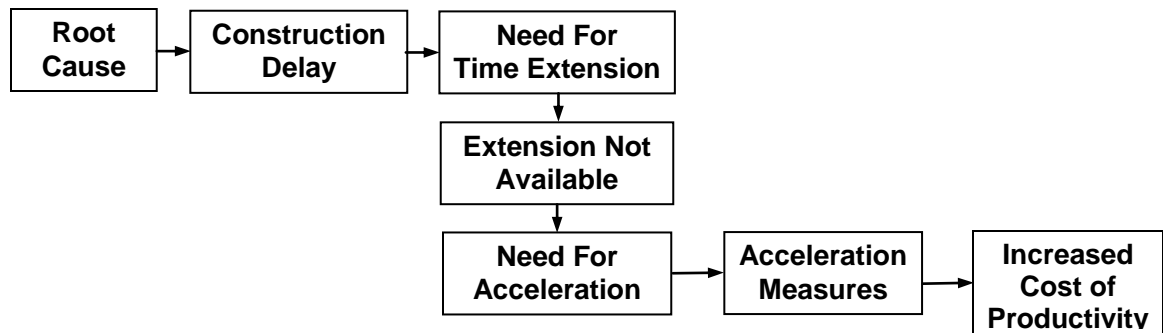 Root
Cause
Construction
Delay
Need For
Time Extension
Extension Not
Available
Need For
Acceleration
Acceleration
Measures
Increased
Cost of
Productivity